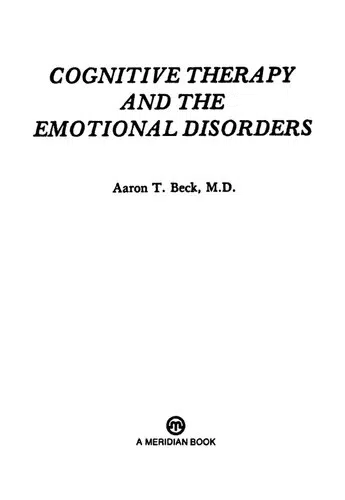 COGNITIVE THERAPY
AND THE
EMOTIONAL DISORDERS
Aaron T. Beck, M.D.
A MERIDIAN BOOK